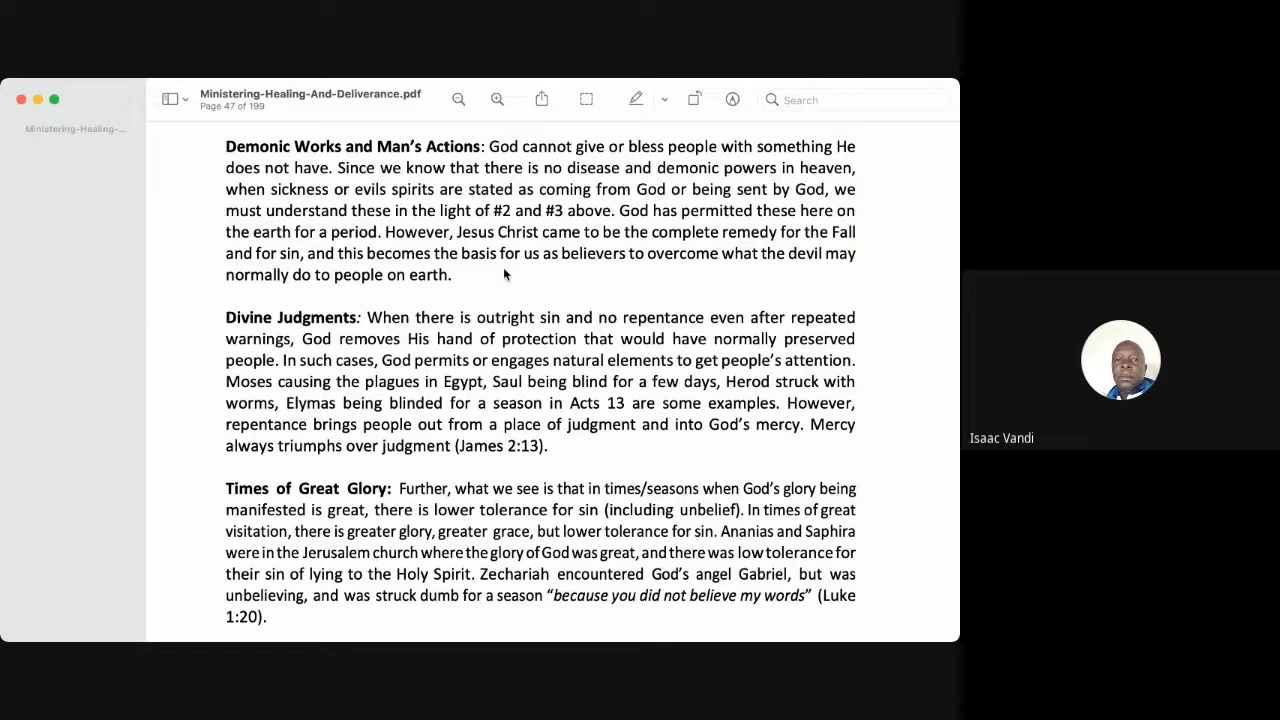 Ministering-Healing-And-Deliverance.pdf
Page 47 of 199
Search
Ministering-Healing-...
Demonic Works and Man's Actions: God cannot give or bless people with something He
does not have. Since we know that there is no disease and demonic powers in heaven,
when sickness or evils spirits are stated as coming from God or being sent by God, we
must understand these in the light of #2 and #3 above. God has permitted these here on
the earth for a period. However, Jesus Christ came to be the complete remedy for the Fall
and for sin, and this becomes the basis for us as believers to overcome what the devil may
normally do to people on earth.
Divine Judgments: When there is outright sin and no repentance even after repeated
warnings, God removes His hand of protection that would have normally preserved
people. In such cases, God permits or engages natural elements to get people's attention.
Moses causing the plagues in Egypt, Saul being blind for a few days, Herod struck with
worms, Elymas being blinded for a season in Acts 13 are some examples. However,
repentance brings people out from a place of judgment and into God's mercy. Mercy
always triumphs over judgment (James 2:13).
Times of Great Glory: Further, what we see is that in times/seasons when God's glory being
manifested is great, there is lower tolerance for sin (including unbelief). In times of great
visitation, there is greater glory, greater grace, but lower tolerance for sin. Ananias and Saphira
were in the Jerusalem church where the glory of God was great, and there was low tolerance for
their sin of lying to the Holy Spirit. Zechariah encountered God's angel Gabriel, but was
unbelieving, and was struck dumb for a season "because you did not believe my words" (Luke
1:20).
Isaac Vandi